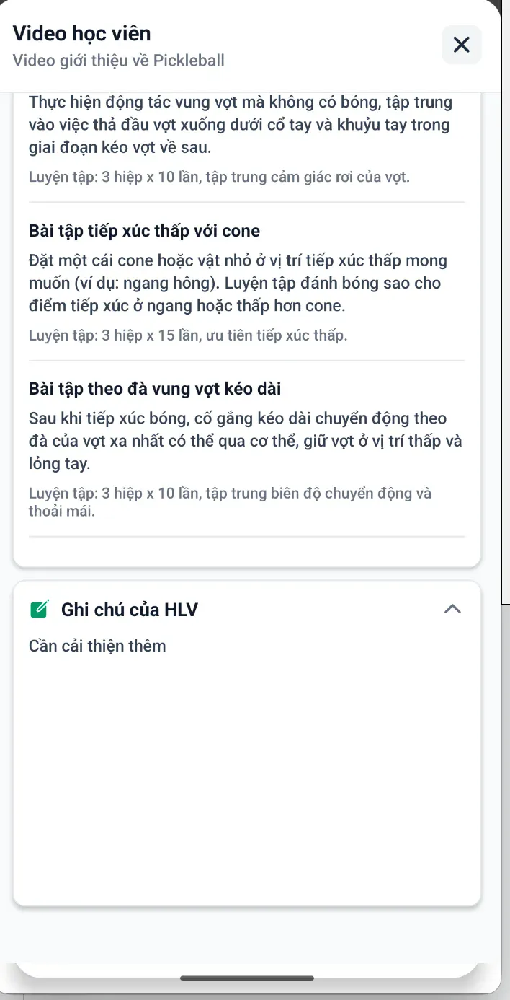 Video học viên
Video giới thiệu về Pickleball
Thực hiện động tác vung vợt mà không có bóng, tập trung
vào việc thả đầu vợt xuống dưới cổ tay và khuỷu tay trong
giai đoạn kéo vợt về sau.
Luyện tập: 3 hiệp x 10 lần, tập trung cảm giác rơi của vợt.
Bài tập tiếp xúc thấp với cone
Đặt một cái cone hoặc vật nhỏ ở vị trí tiếp xúc thấp mong
muốn (ví dụ: ngang hông). Luyện tập đánh bóng sao cho
điểm tiếp xúc ở ngang hoặc thấp hơn cone.
Luyện tập: 3 hiệp x 15 lần, ưu tiên tiếp xúc thấp.
Bài tập theo đà vung vợt kéo dài
Sau khi tiếp xúc bóng, cố gắng kéo dài chuyển động theo
đà của vợt xa nhất có thể qua cơ thể, giữ vợt ở vị trí thấp và
lỏng tay.
Luyện tập: 3 hiệp x 10 lần, tập trung biên độ chuyển động và
thoải mái.
Ghi chú của HLV
Cần cải thiện thêm